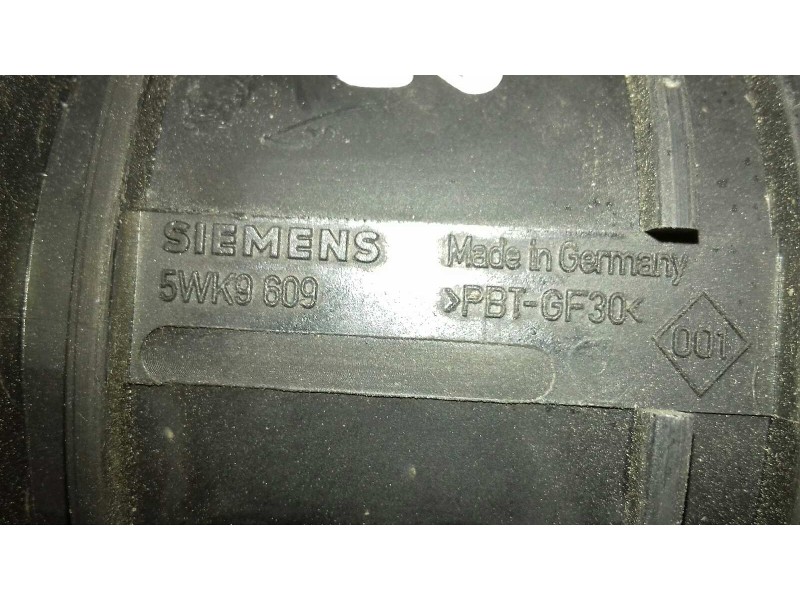 SIEMENS
5WK9 609
Made in Germany
>PBT-GF30<
001